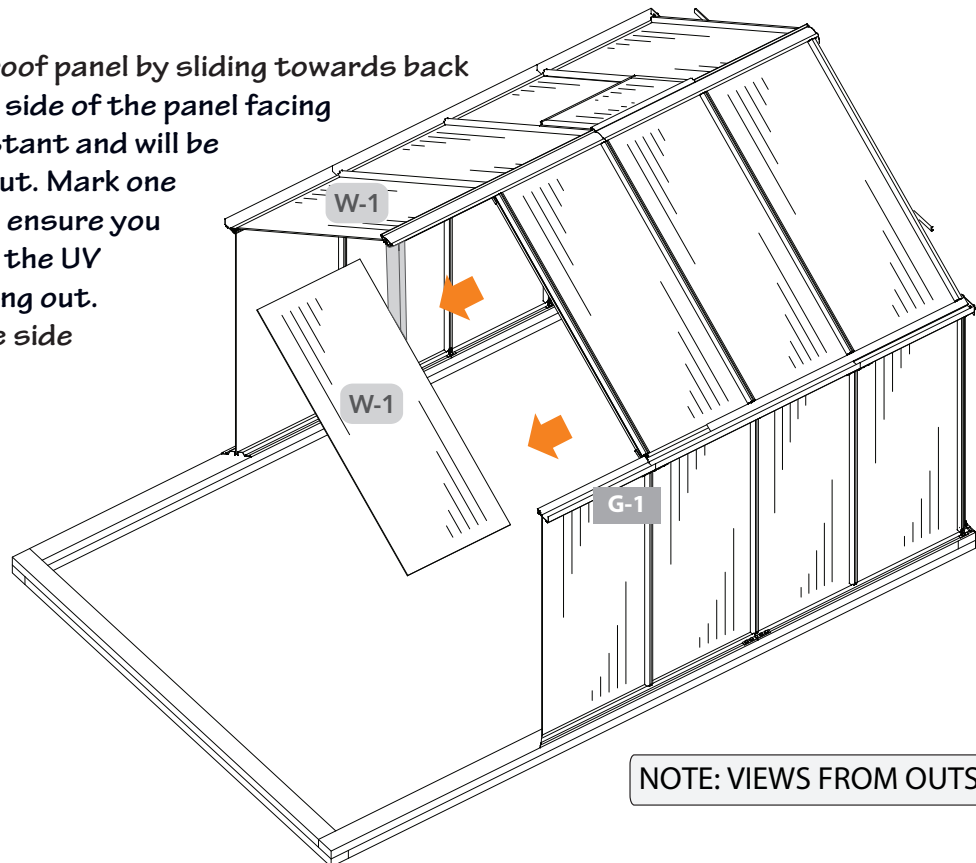 oof panel by sliding towards back
side of the panel facing
stant and will be
ut. Mark one
ensure you
the UV
ng out.
e side
W-1
W-1
G-1
NOTE: VIEWS FROM OUTS